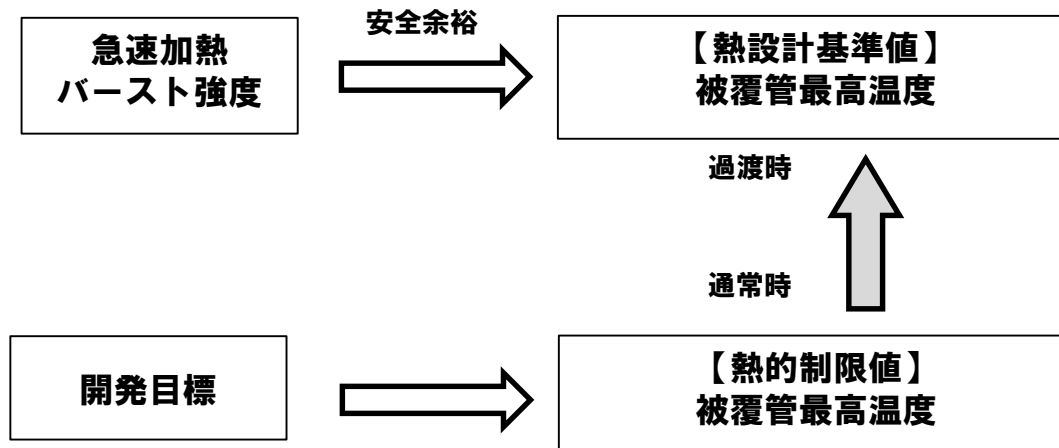 安全余裕
急速加熱
バースト強度
【熱設計基準値】
被覆管最高温度
過渡時
通常時
開発目標
【熱的制限値】
被覆管最高温度